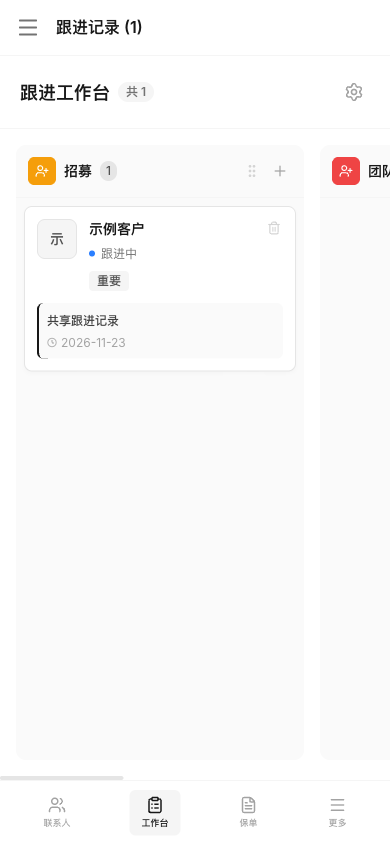 跟进记录 (1)
跟进工作台 共 1
招募 1
团队
示
示例客户
跟进中
重要
共享跟进记录
2026-11-23
联系人
工作台
保单
更多